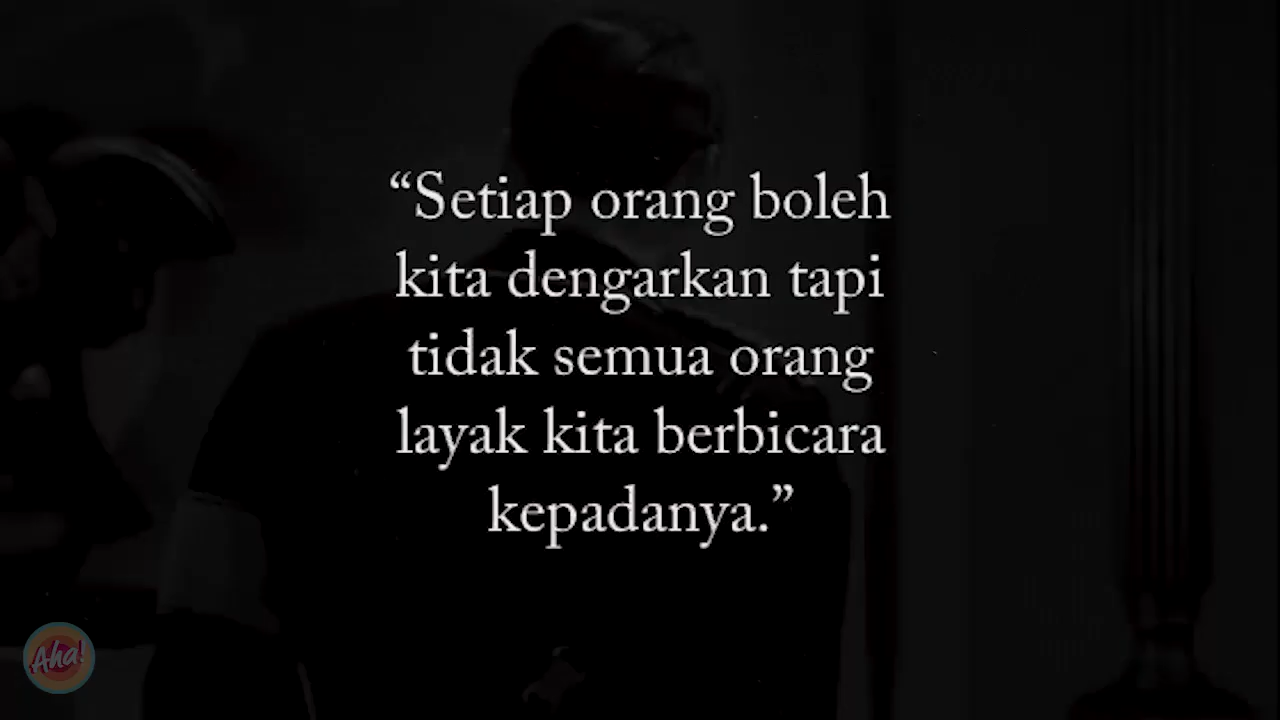 “Setiap orang boleh
kita dengarkan tapi
tidak semua orang
layak kita berbicara
kepadanya.”
Aha!